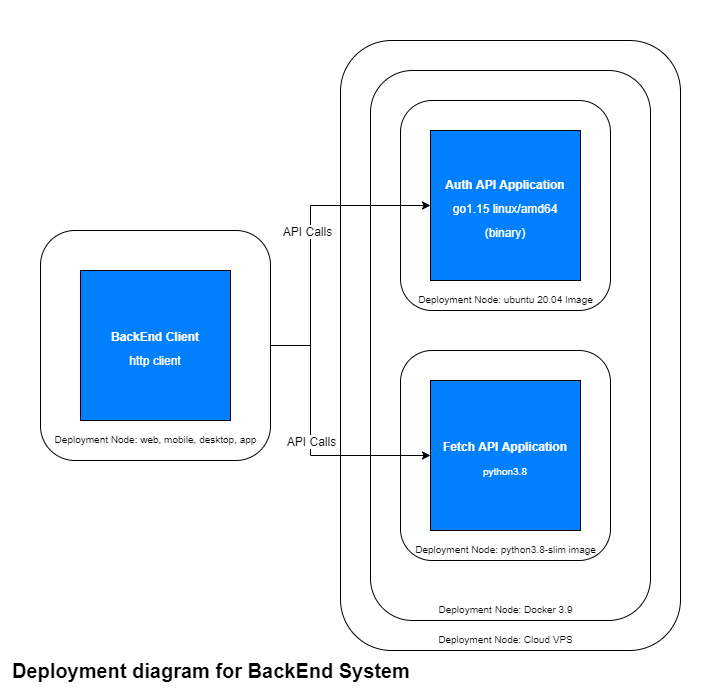 Auth API Application
go1.15 linux/amd64
(binary)
Deployment Node: ubuntu 20.04 Image
API Calls
BackEnd Client
http client
Deployment Node: web, mobile, desktop, app
API Calls
Fetch API Application
python3.8
Deployment Node: python3.8-slim image
Deployment Node: Docker 3.9
Deployment Node: Cloud VPS
Deployment diagram for BackEnd System